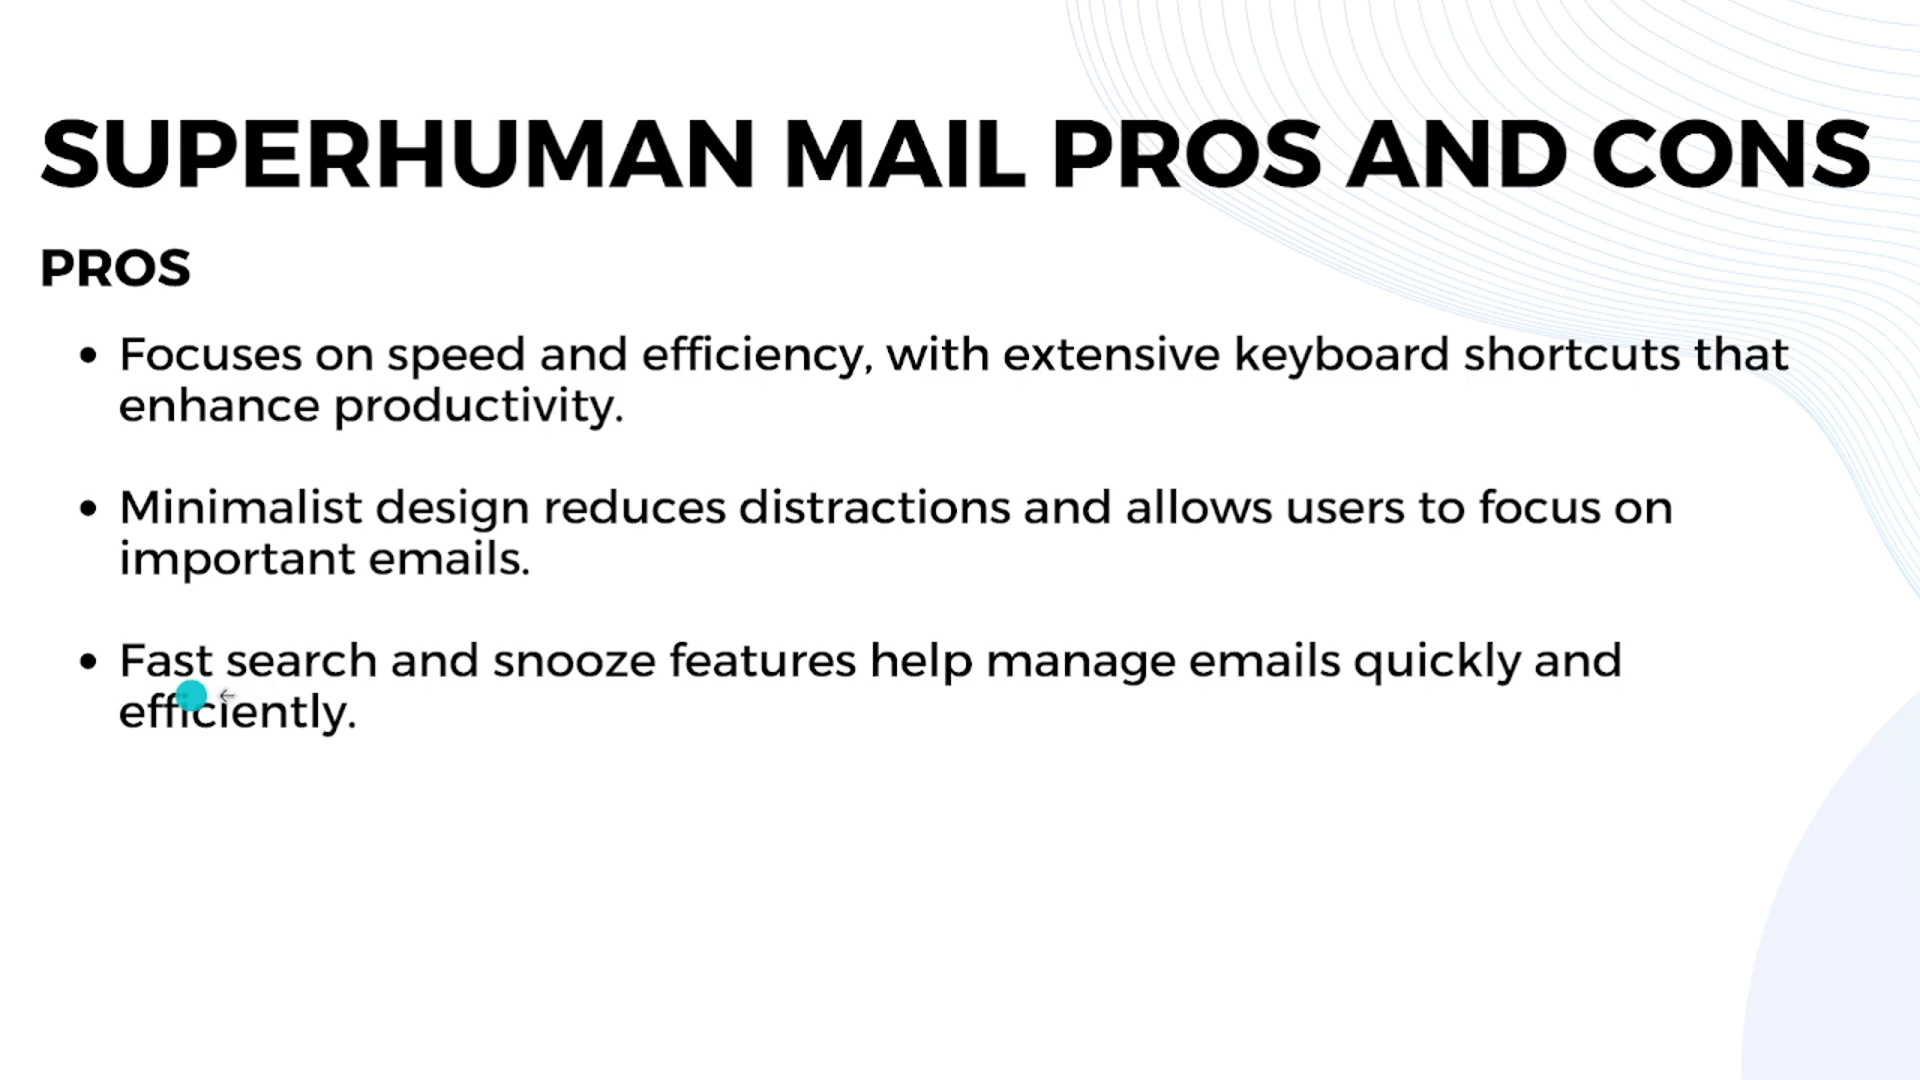 SUPERHUMAN MAIL PROS AND CONS
PROS
• Focuses on speed and efficiency, with extensive keyboard shortcuts that
enhance productivity.
• Minimalist design reduces distractions and allows users to focus on
important emails.
• Fast search and snooze features help manage emails quickly and
efficiently.